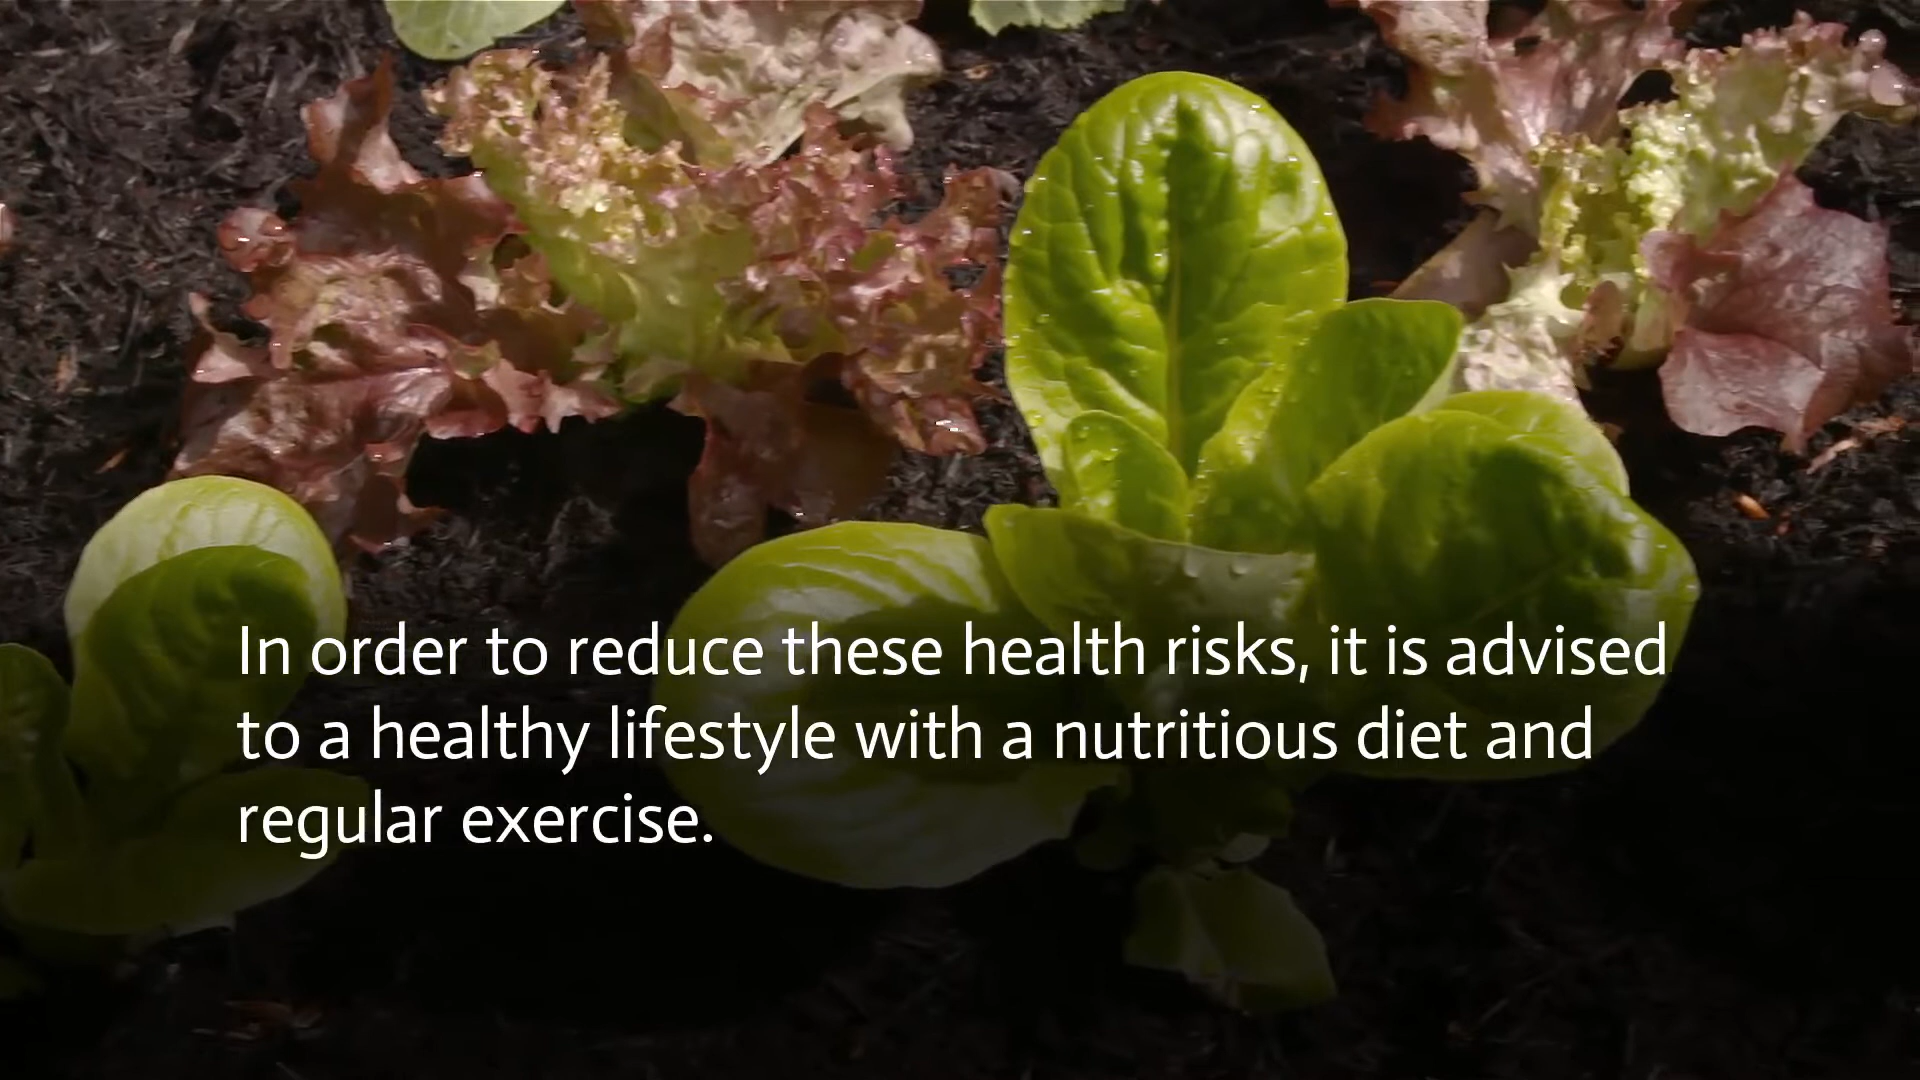 In order to reduce these health risks, it is advised
to a healthy lifestyle with a nutritious diet and
regular exercise.